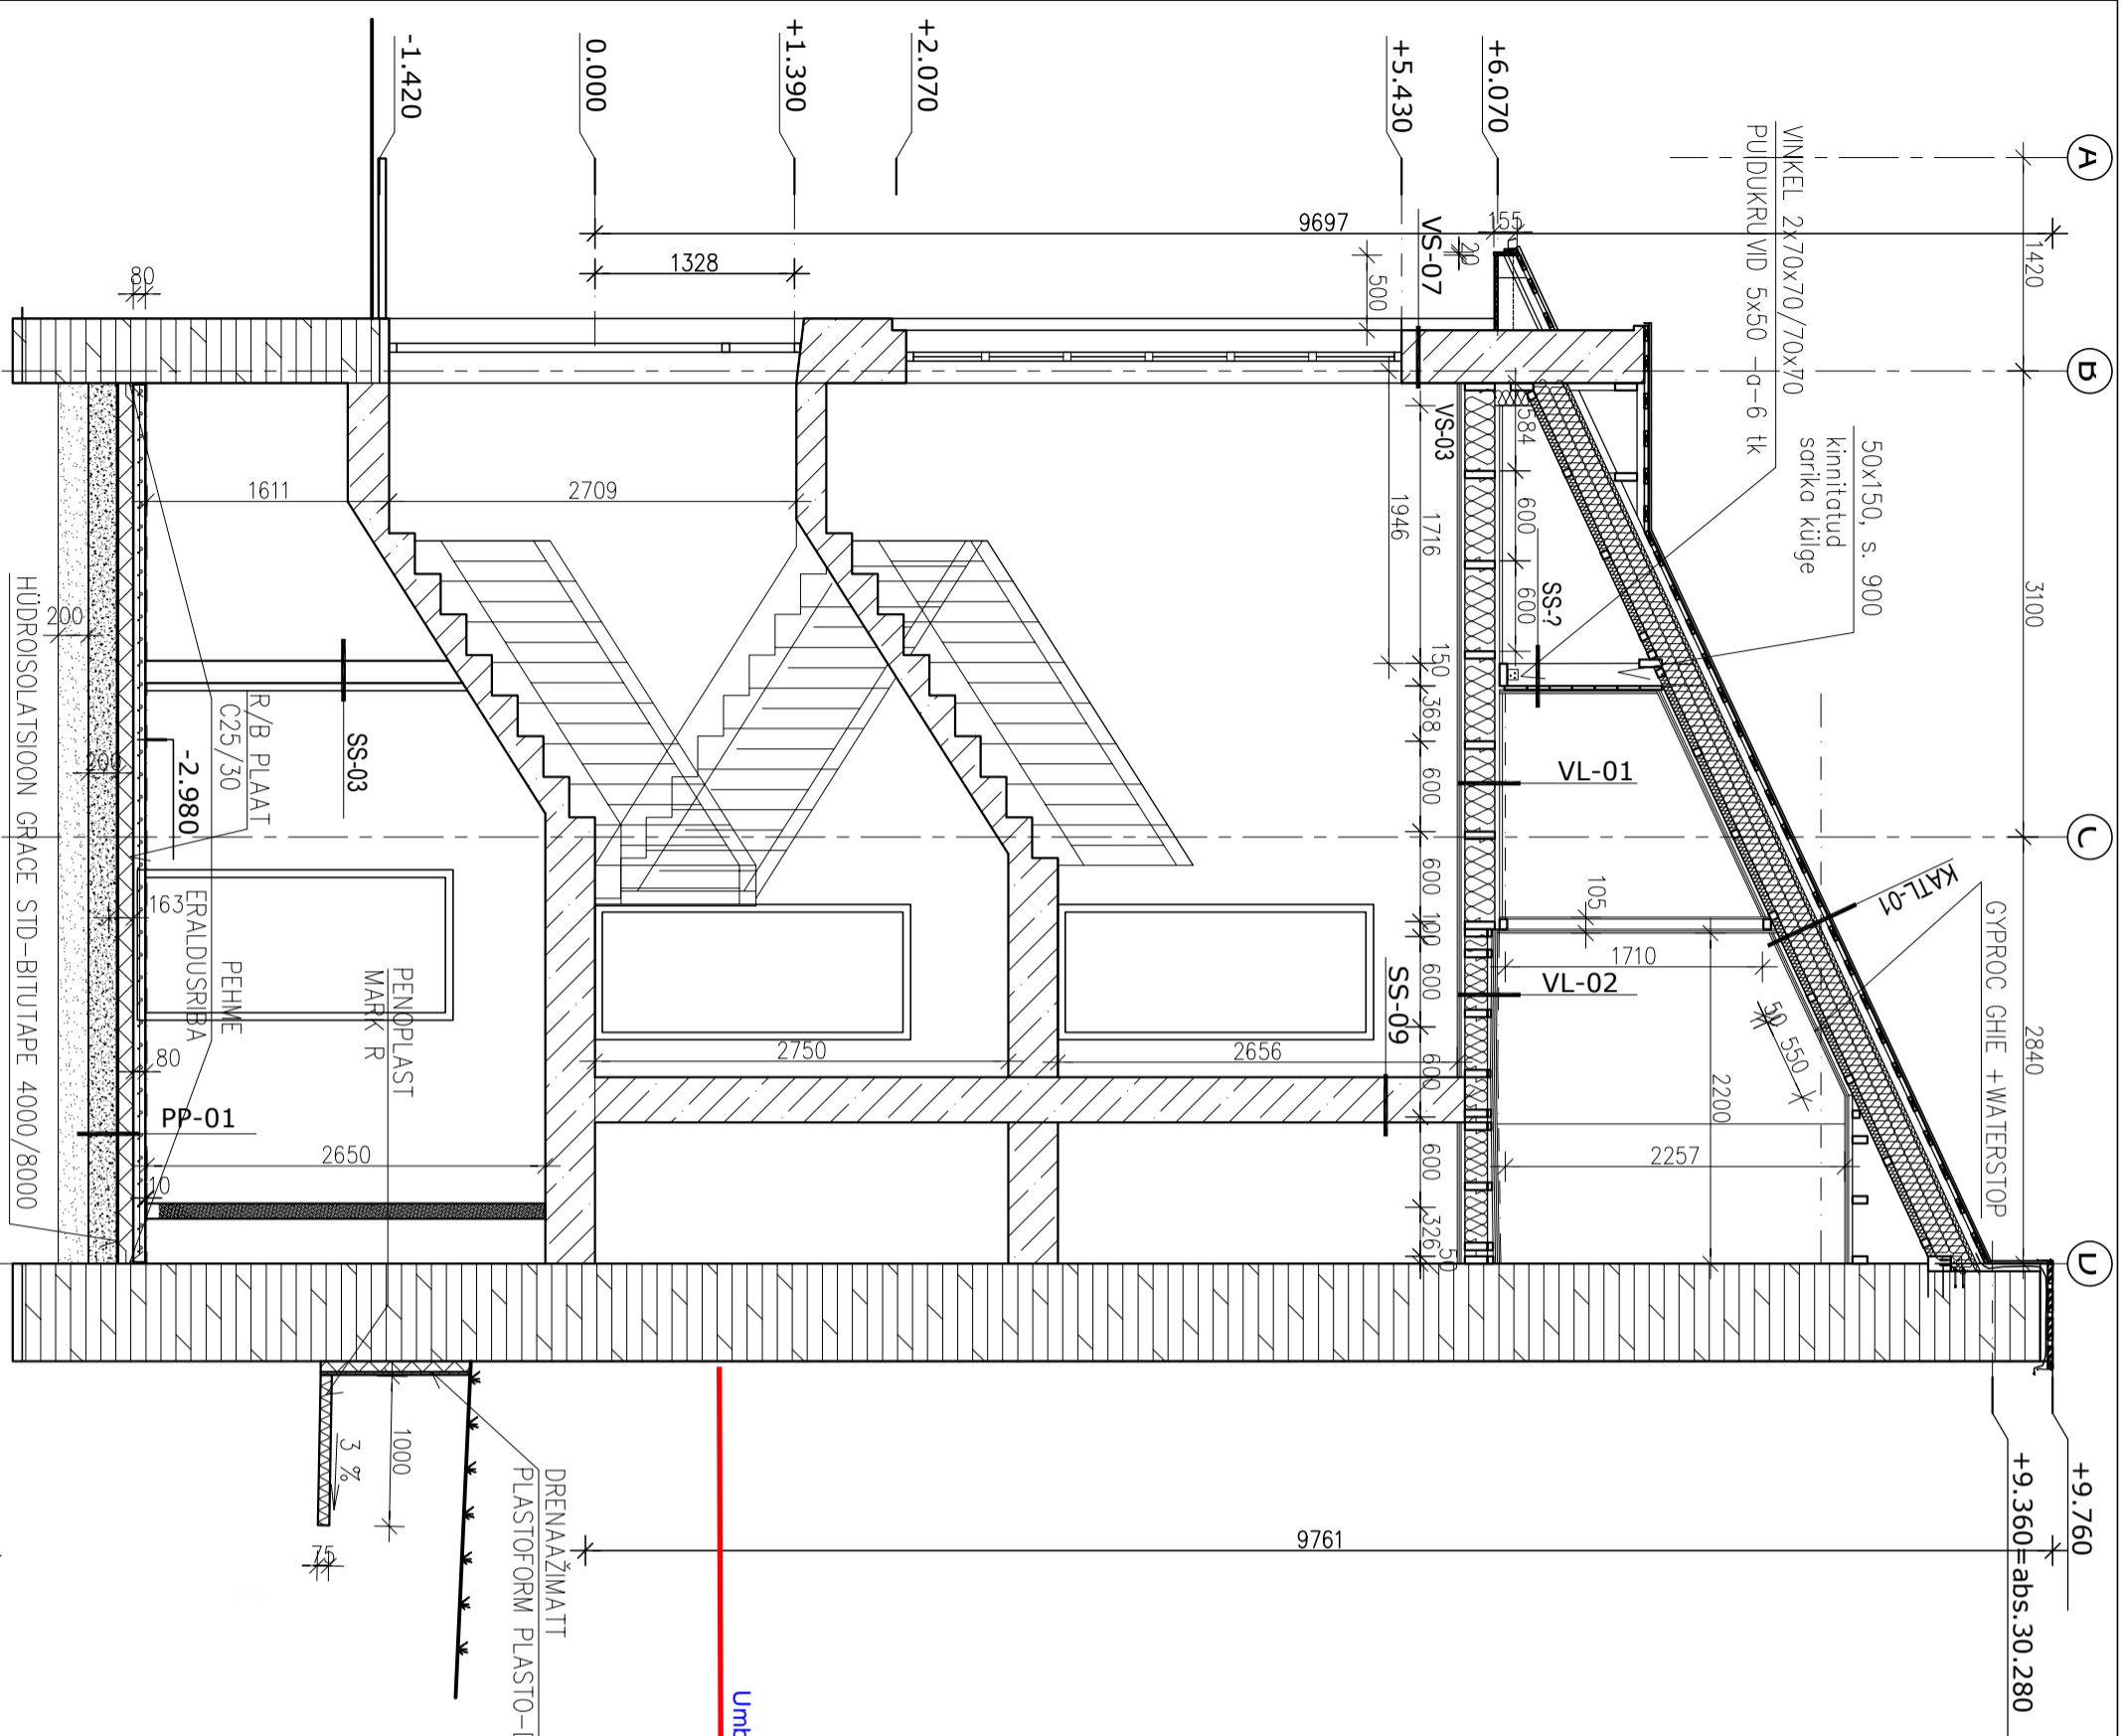 A
B
C
D
1420
3100
2840
-1.420
0.000
+1.390
+2.070
+5.430
+6.070
9697
1328
155
20
500
80
VINKEL 2x70x70/70x70
PUIDUKRUVID 5x50 -a-6 tk
50x150, s. 900
kinnitatud
sarika külge
VS-07
VS-03
1946
1716
150
368
600
600
100
600
600
600
326
50
584
600
600
SS-?
VL-01
VL-02
KATL-01
GYPROC GHIE +WATERSTOP
105
1710
50
550
2200
2257
1611
2709
200
200
SS-03
R/B PLAAT
C25/30
-2.980
163
PEHME
ERALDUSRIBA
80
PENOPLAST
MARK R
PP-01
2650
10
2750
2656
SS-09
HÜDROISOLATSIOON GRACE STD-BITUTAPE 4000/8000
+9.760
+9.360=abs.30.280
9761
1000
3 %
75
DRENAAŽIMATT
PLASTOFORM